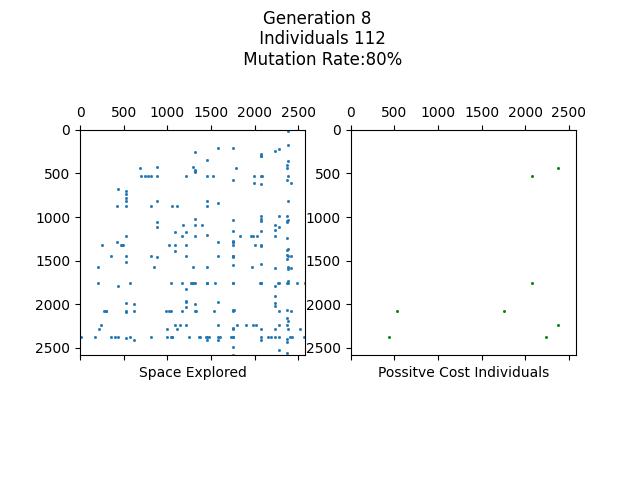 Generation 8
Individuals 112
Mutation Rate:80%
0 500 1000 1500 2000 2500
0 500 1000 1500 2000 2500
0
500
1000
1500
2000
2500
0
500
1000
1500
2000
2500
Space Explored
Possitve Cost Individuals